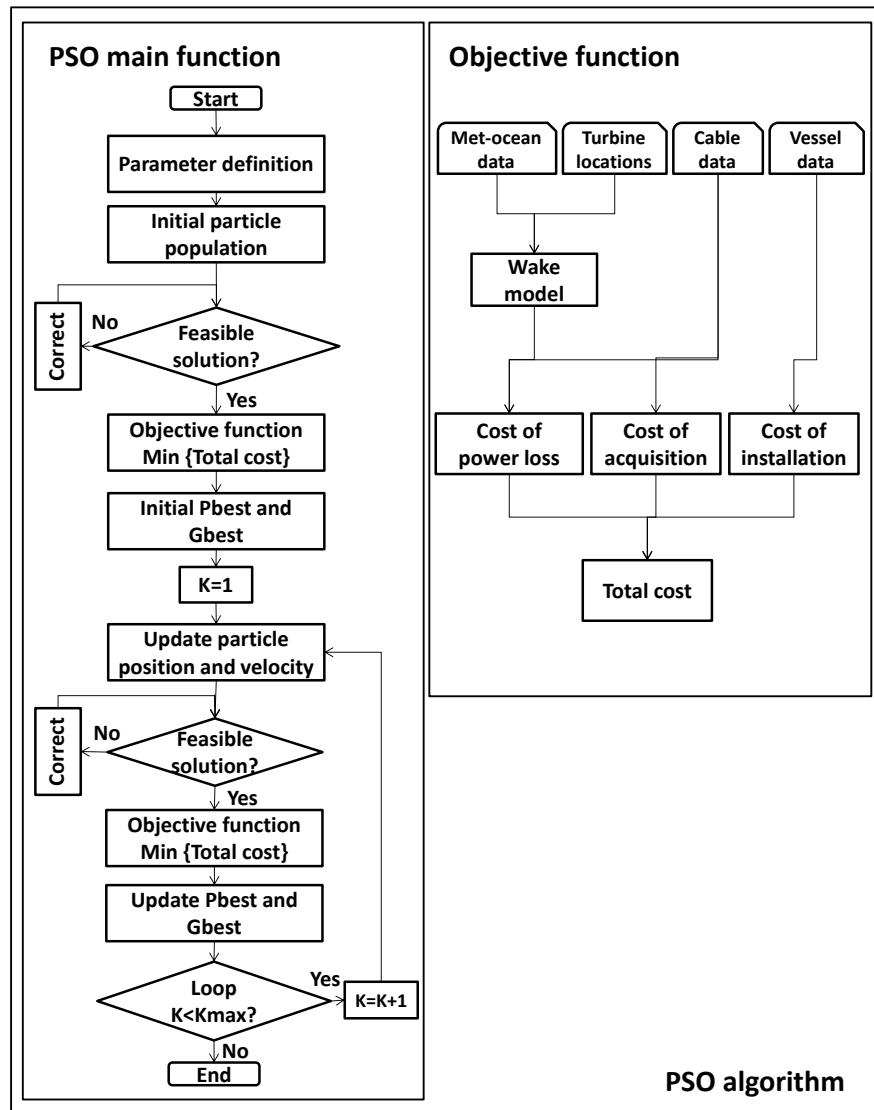 PSO main function
Start
Parameter definition
Initial particle
population
No
Correct
Feasible
solution?
Yes
Objective function
Min {Total cost}
Initial Pbest and
Gbest
K=1
Update particle
position and velocity
No
Correct
Feasible
solution?
Yes
Objective function
Min {Total cost}
Update Pbest and
Gbest
Loop
K<Kmax?
Yes
K=K+1
No
End
Objective function
Met-ocean
data
Turbine
locations
Cable
data
Vessel
data
Wake
model
Cost of
power loss
Cost of
acquisition
Cost of
installation
Total cost
PSO algorithm